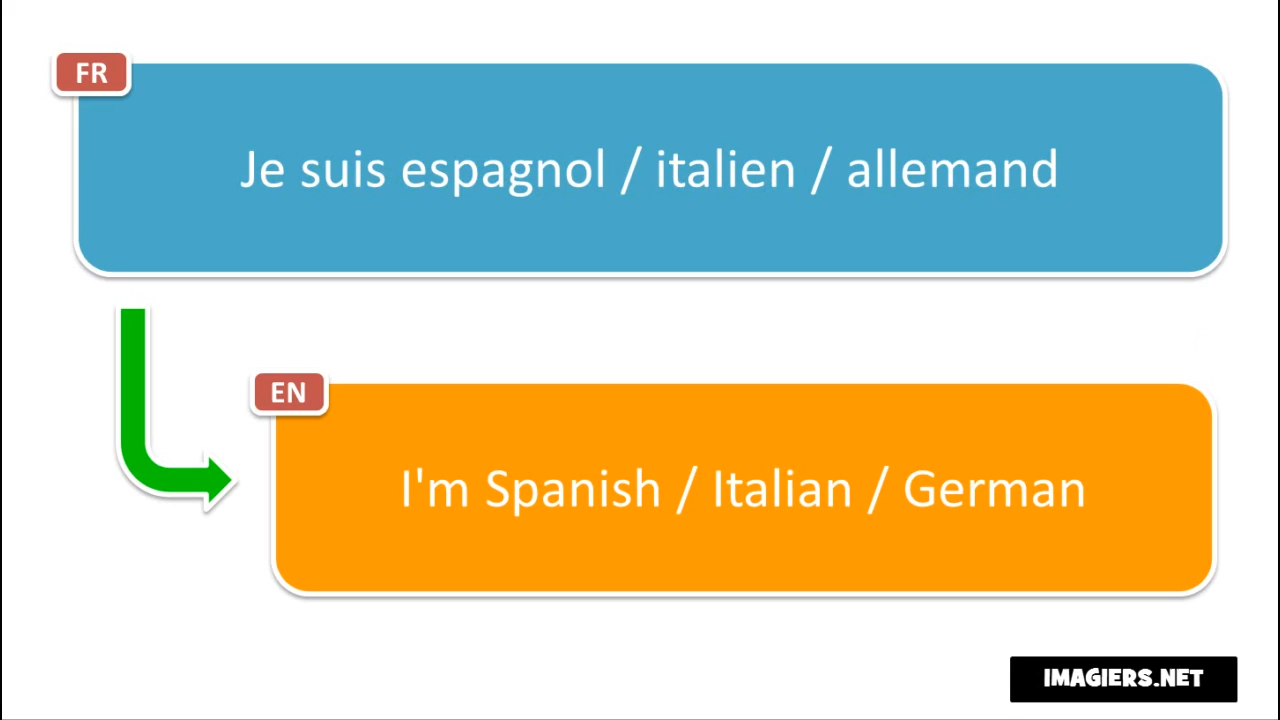 FR
Je suis espagnol / italien / allemand
EN
I'm Spanish / Italian / German
IMAGIERS.NET